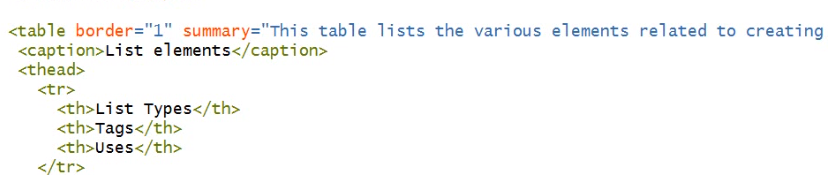 <table border="1" summary="This table lists the various elements related to creating
<caption>List elements</caption>
<thead>
<tr>
<th>List Types</th>
<th>Tags</th>
<th>Uses</th>
</tr>